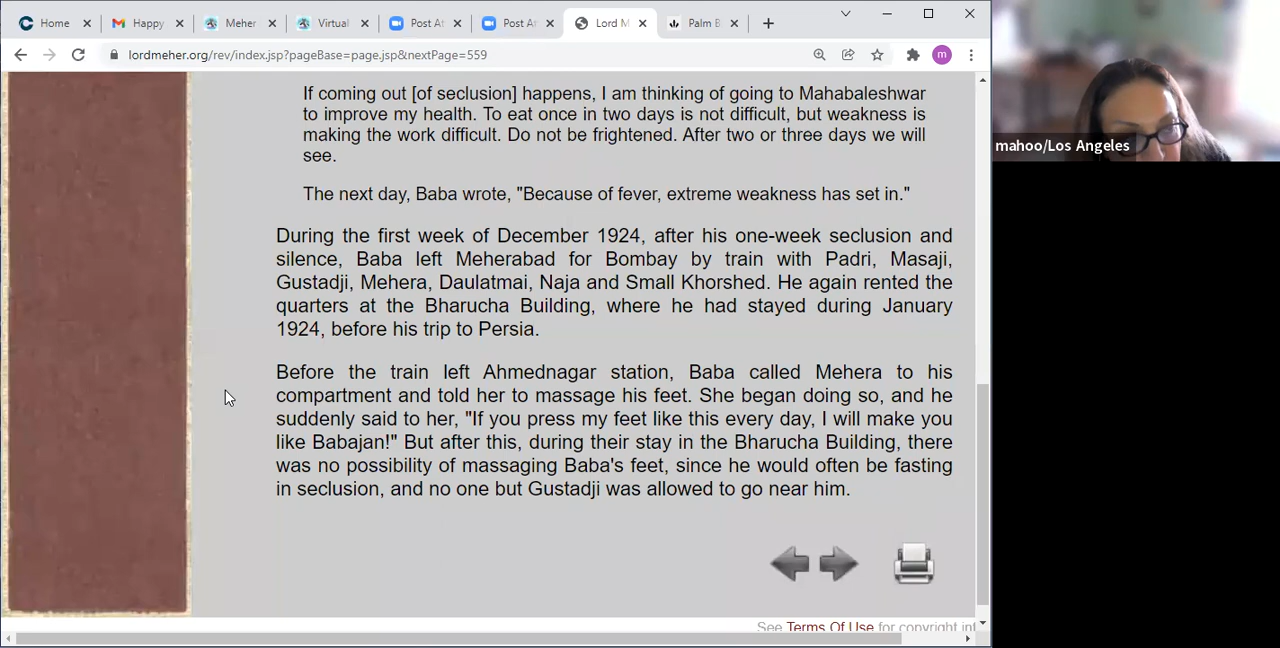 Home
Happy
Meher
Virtual
Post Af
Post Ar
Lord M
Palm B
lordmeher.org/rev/index.jsp?pageBase=page.jsp&nextPage=559
m
If coming out [of seclusion] happens, I am thinking of going to Mahabaleshwar
to improve my health. To eat once in two days is not difficult, but weakness is
making the work difficult. Do not be frightened. After two or three days we will
see.
The next day, Baba wrote, "Because of fever, extreme weakness has set in."
During the first week of December 1924, after his one-week seclusion and
silence, Baba left Meherabad for Bombay by train with Padri, Masaji,
Gustadji, Mehera, Daulatmai, Naja and Small Khorshed. He again rented the
quarters at the Bharucha Building, where he had stayed during January
1924, before his trip to Persia.
Before the train left Ahmednagar station, Baba called Mehera to his
compartment and told her to massage his feet. She began doing so, and he
suddenly said to her, "If you press my feet like this every day, I will make you
like Babajan!" But after this, during their stay in the Bharucha Building, there
was no possibility of massaging Baba's feet, since he would often be fasting
in seclusion, and no one but Gustadji was allowed to go near him.
See Terms Of Use for copyright inf
mahoo/Los Angeles